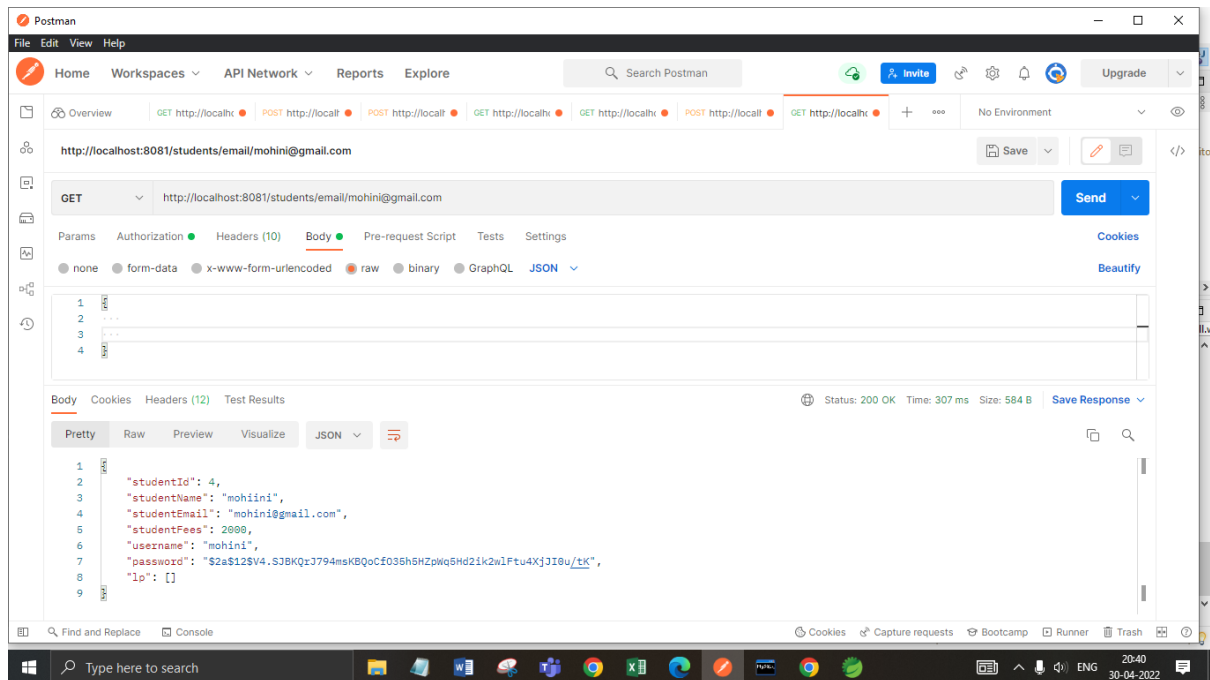 Postman
File Edit View Help
Home Workspaces API Network Reports Explore Search Postman Invite Upgrade
Overview GET http://localhc POST http://localh POST http://localh GET http://localhc GET http://localhc POST http://localh GET http://localhc + ooo No Environment
http://localhost:8081/students/email/mohini@gmail.com Save </>
GET http://localhost:8081/students/email/mohini@gmail.com Send
Params Authorization Headers (10) Body Pre-request Script Tests Settings Cookies
none form-data x-www-form-urlencoded raw binary GraphQL JSON Beautify
1 {
2 ...
3 ...
4 }
Body Cookies Headers (12) Test Results Status: 200 OK Time: 307 ms Size: 584 B Save Response
Pretty Raw Preview Visualize JSON
1 {
2 "studentId": 4,
3 "studentName": "mohiini",
4 "studentEmail": "mohini@gmail.com",
5 "studentFees": 2000,
6 "username": "mohini",
7 "password": "$2a$12$V4.SJBKQrJ794msKBQoCfO35h5HZpWq5Hd2ik2wlFtu4XjJI0u/tK",
8 "lp": []
9 }
Find and Replace Console Cookies Capture requests Bootcamp Runner Trash
Type here to search ENG 20:40
30-04-2022